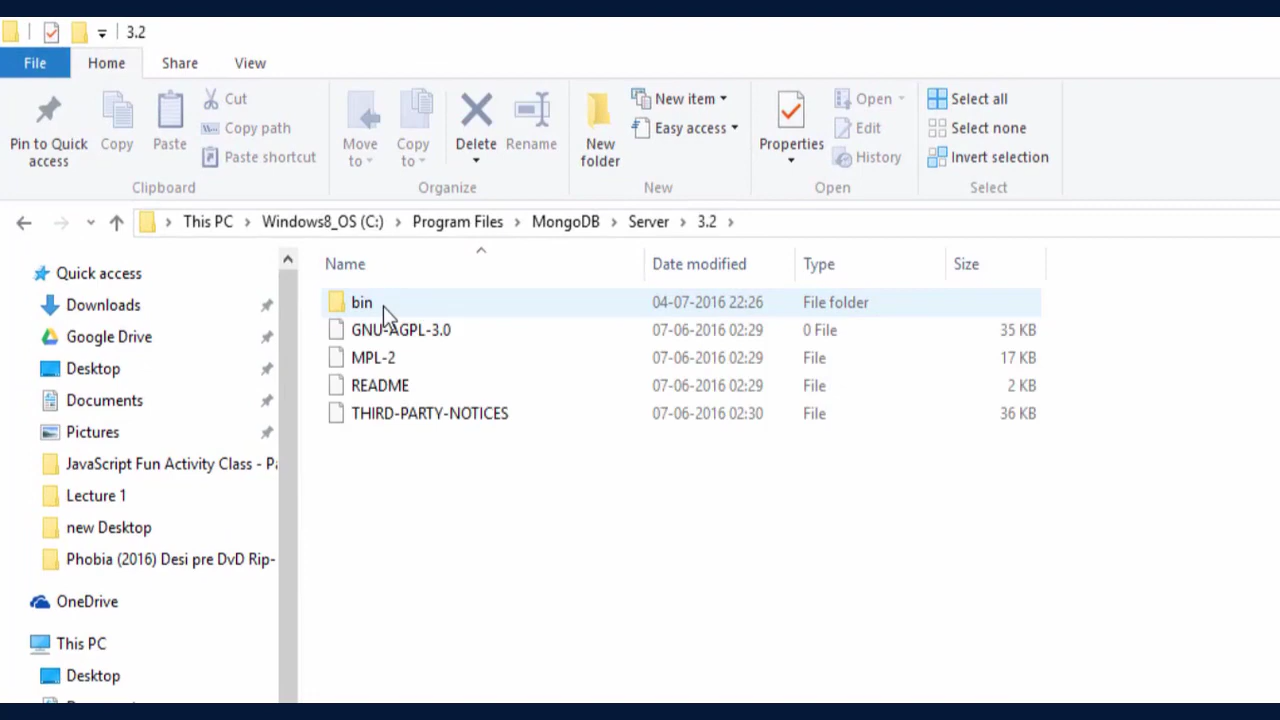 3.2
File Home Share View
Pin to Quick access
Copy
Paste
Cut
Copy path
Paste shortcut
Clipboard
Move to
Copy to
Delete
Rename
Organize
New folder
New item
Easy access
New
Properties
Open
Edit
History
Open
Select all
Select none
Invert selection
Select
This PC > Windows8_OS (C:) > Program Files > MongoDB > Server > 3.2 >
Quick access
Downloads
Google Drive
Desktop
Documents
Pictures
JavaScript Fun Activity Class - Pa
Lecture 1
new Desktop
Phobia (2016) Desi pre DvD Rip-
OneDrive
This PC
Desktop
Name Date modified Type Size
bin 04-07-2016 22:26 File folder
GNU-AGPL-3.0 07-06-2016 02:29 0 File 35 KB
MPL-2 07-06-2016 02:29 File 17 KB
README 07-06-2016 02:29 File 2 KB
THIRD-PARTY-NOTICES 07-06-2016 02:30 File 36 KB